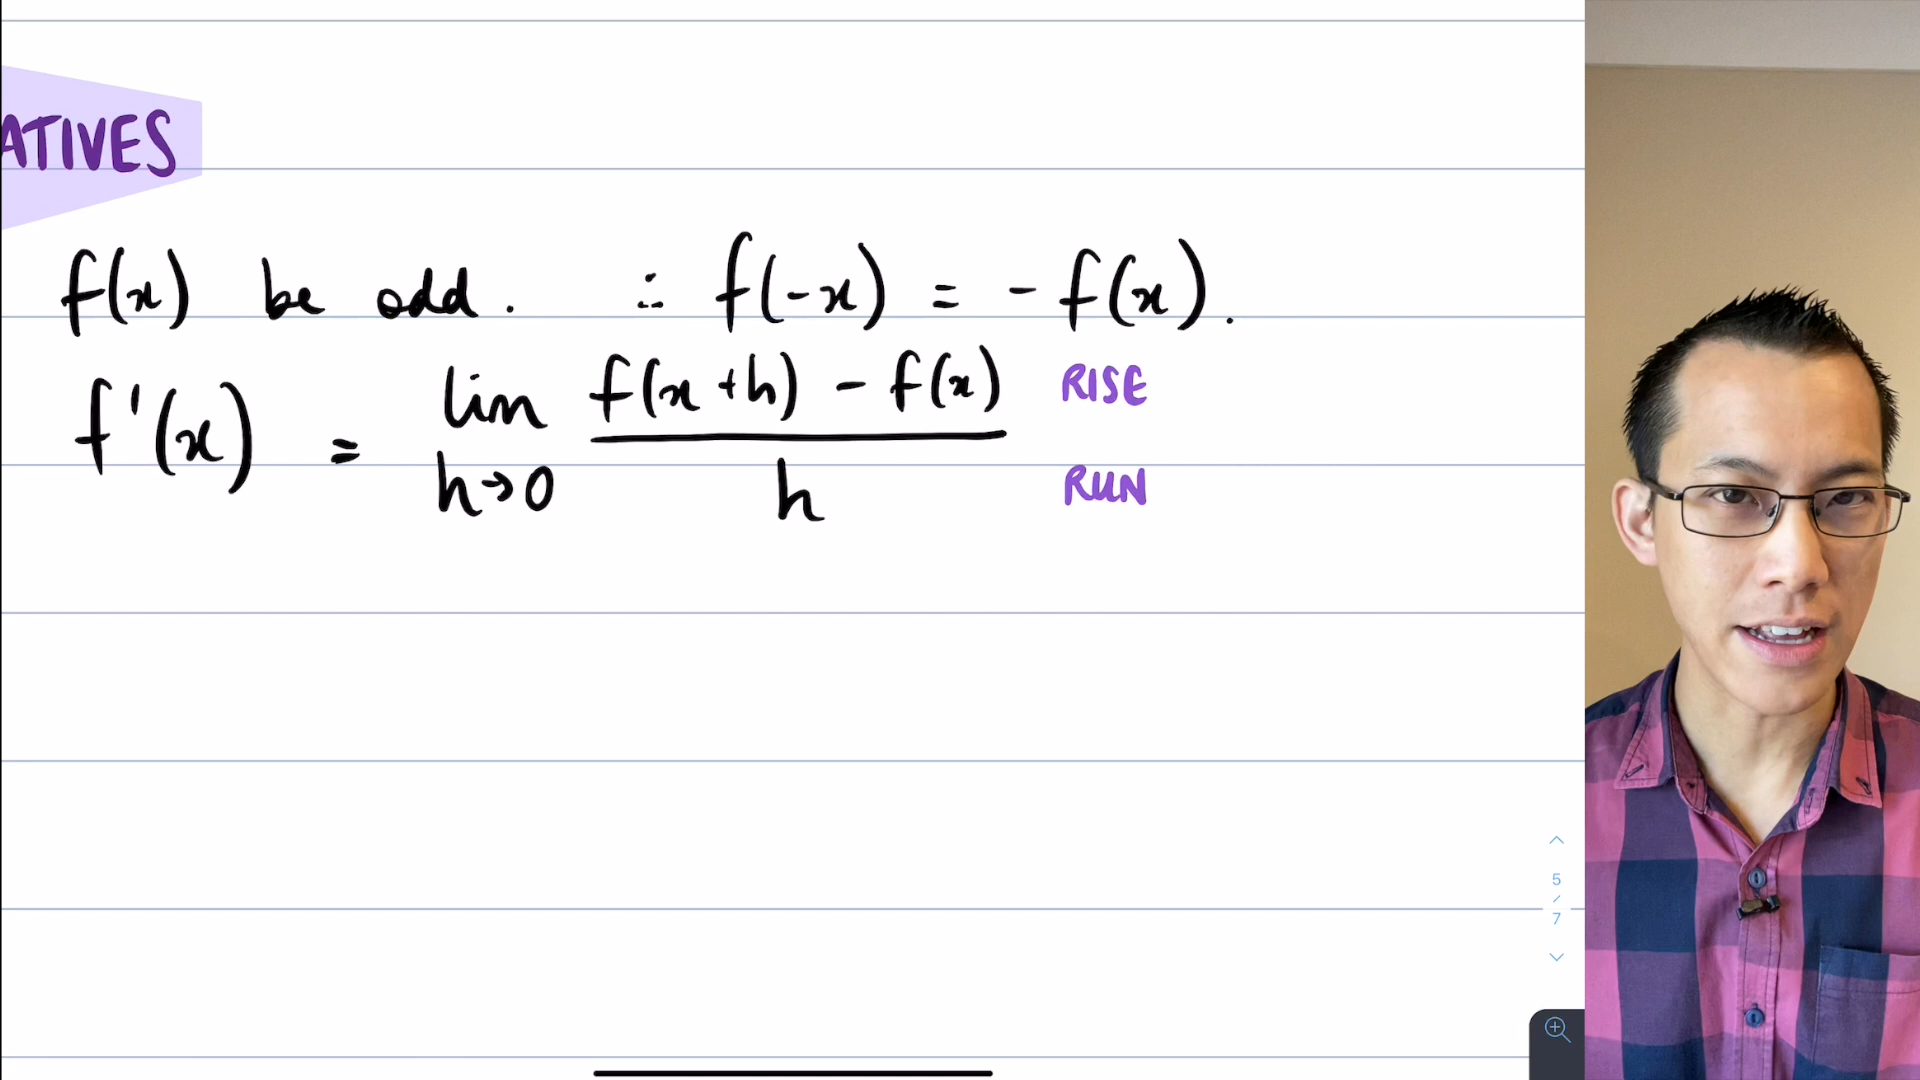 ATIVES
f(x) be odd. ∴ f(-x) = -f(x).
f'(x) = lim h→0 f(x+h) - f(x) / h
RISE
RUN
5
/
7